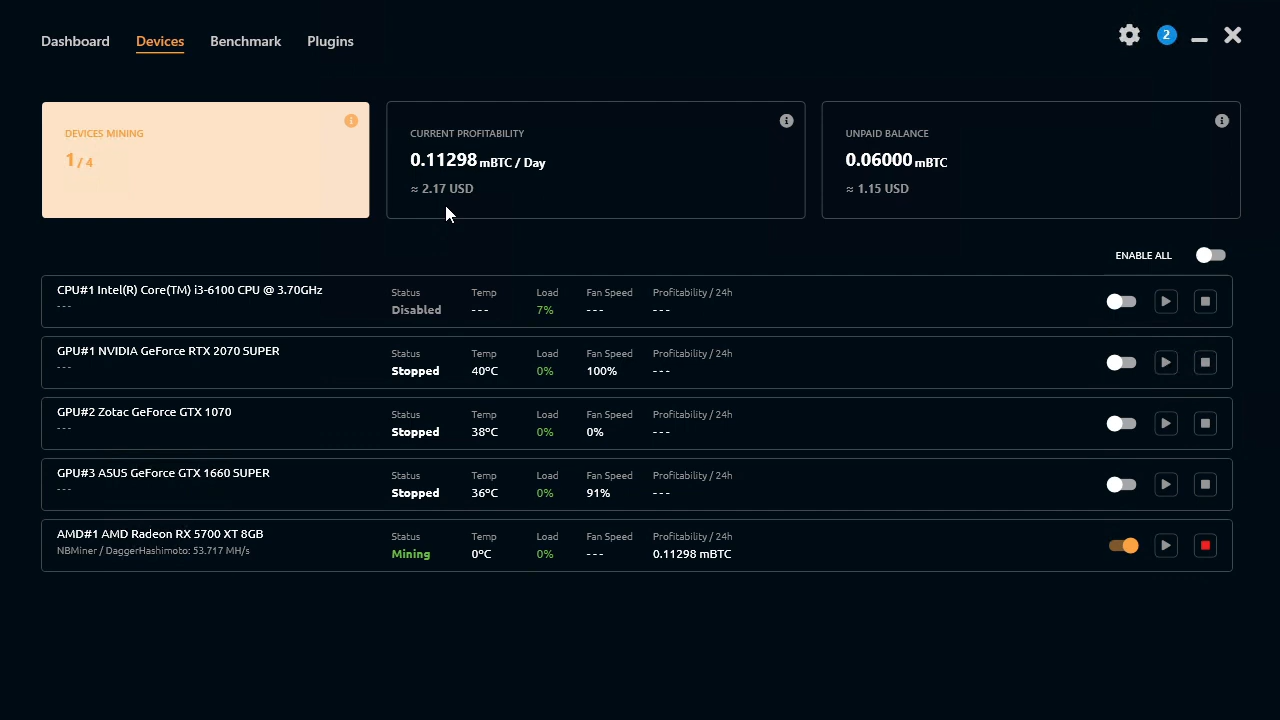 Dashboard Devices Benchmark Plugins 2
DEVICES MINING
1 / 4
CURRENT PROFITABILITY
0.11298 mBTC / Day
≈ 2.17 USD
UNPAID BALANCE
0.06000 mBTC
≈ 1.15 USD
ENABLE ALL
CPU#1 Intel(R) Core(TM) i3-6100 CPU @ 3.70GHz
---
Status Temp Load Fan Speed Profitability / 24h
Disabled --- 7% --- ---
GPU#1 NVIDIA GeForce RTX 2070 SUPER
---
Status Temp Load Fan Speed Profitability / 24h
Stopped 40ºC 0% 100% ---
GPU#2 Zotac GeForce GTX 1070
---
Status Temp Load Fan Speed Profitability / 24h
Stopped 38ºC 0% 0% ---
GPU#3 ASUS GeForce GTX 1660 SUPER
---
Status Temp Load Fan Speed Profitability / 24h
Stopped 36ºC 0% 91% ---
AMD#1 AMD Radeon RX 5700 XT 8GB
NBMiner / DaggerHashimoto: 53.717 MH/s
Status Temp Load Fan Speed Profitability / 24h
Mining 0ºC 0% --- 0.11298 mBTC